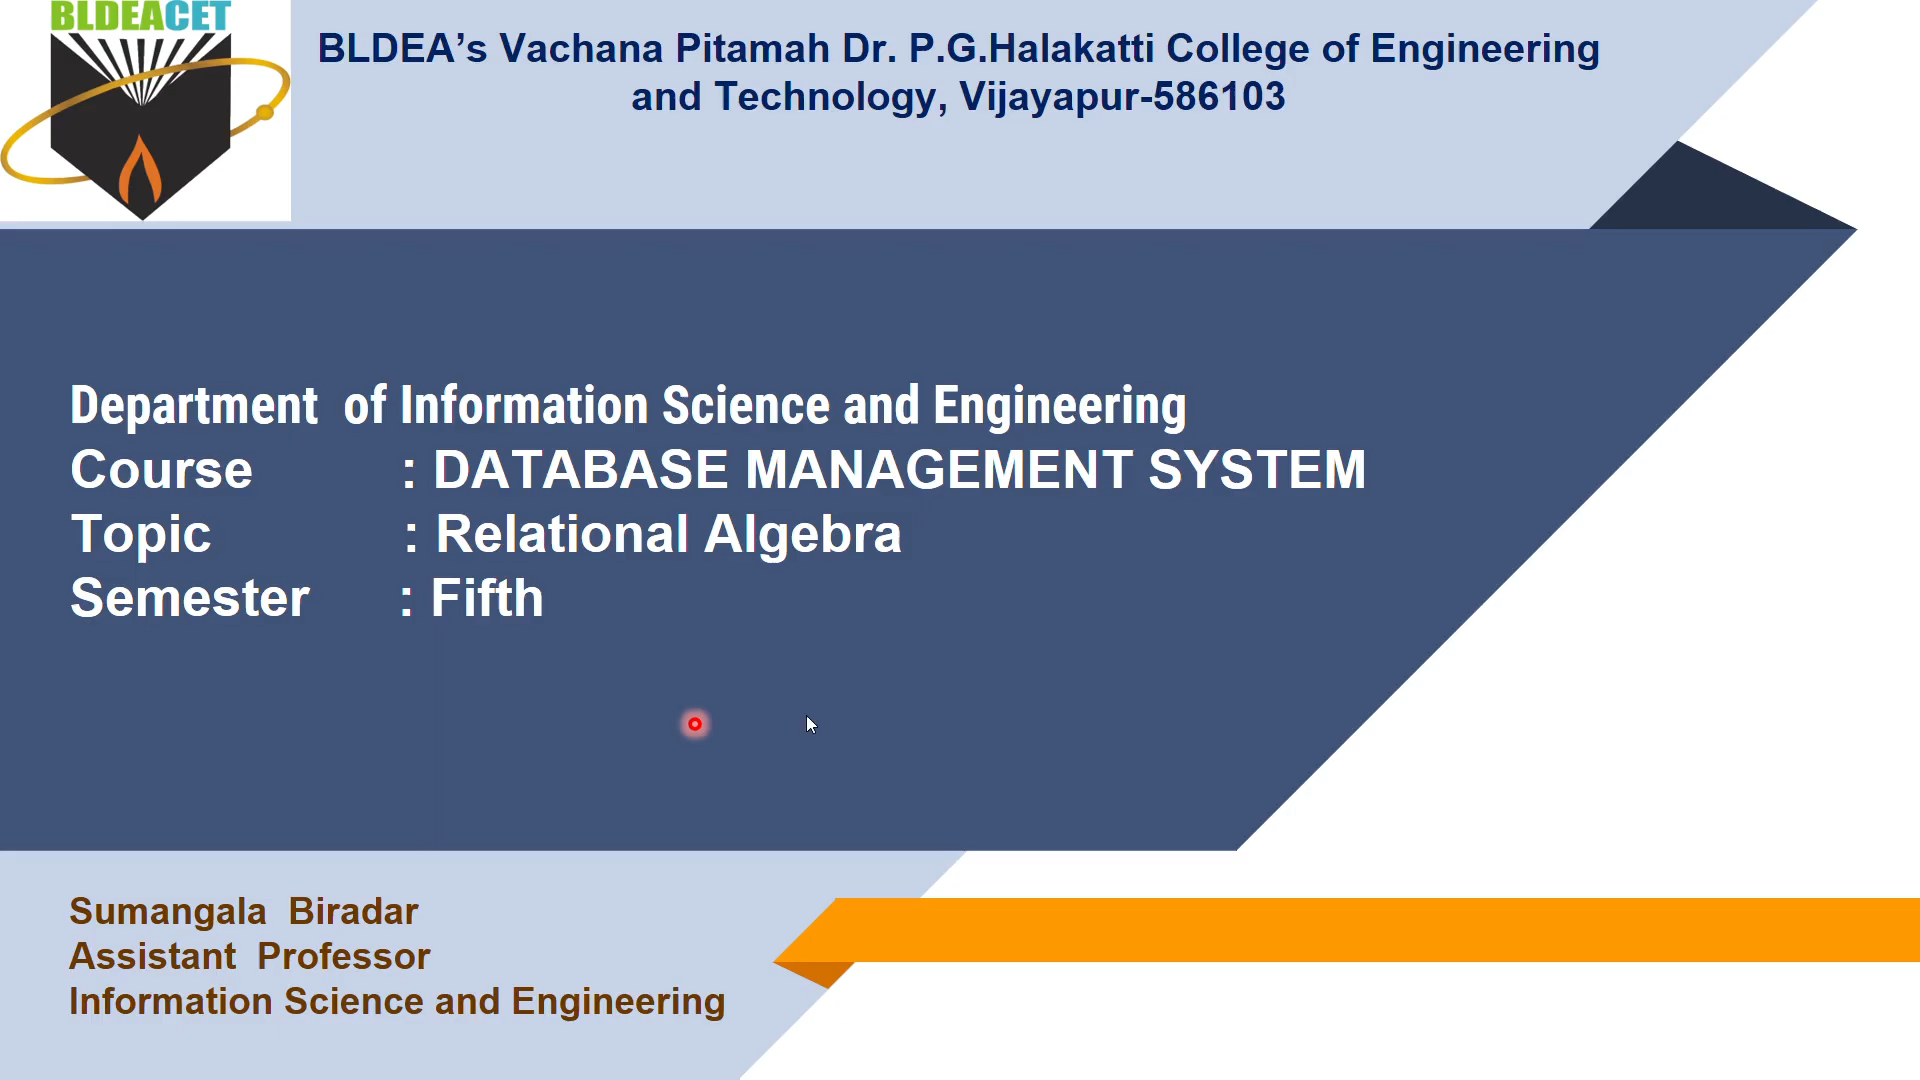 BLDEACET
BLDEA’s Vachana Pitamah Dr. P.G.Halakatti College of Engineering
and Technology, Vijayapur-586103
Department of Information Science and Engineering
Course : DATABASE MANAGEMENT SYSTEM
Topic : Relational Algebra
Semester : Fifth
Sumangala Biradar
Assistant Professor
Information Science and Engineering